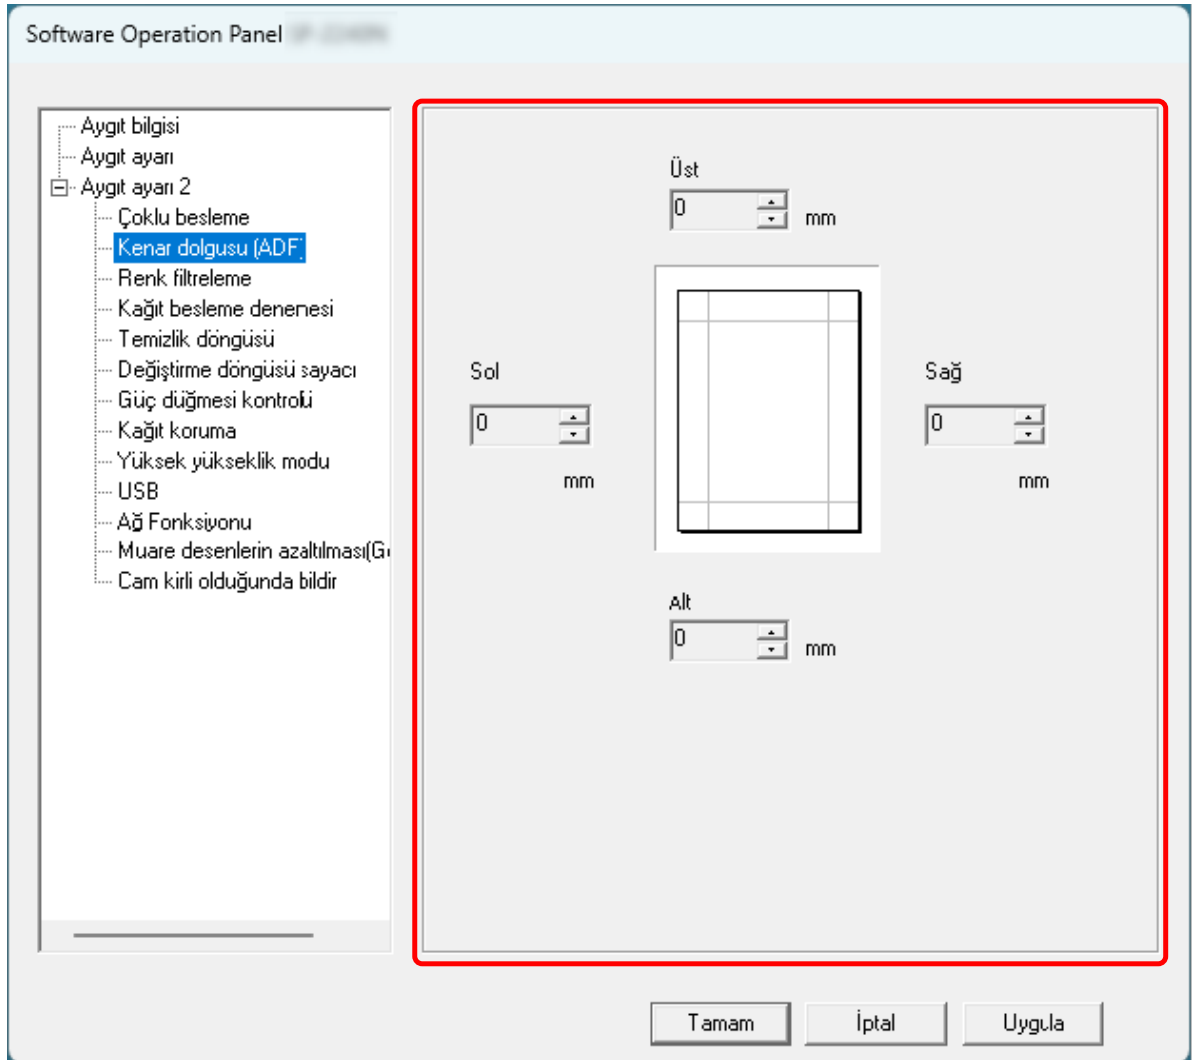 Software Operation Panel
Aygıt bilgisi
Aygıt ayarı
Aygıt ayarı 2
Çoklu besleme
Kenar dolgusu (ADF)
Renk filtreleme
Kağıt besleme denemesi
Temizlik döngüsü
Değiştirme döngüsü sayacı
Güç düğmesi kontrolü
Kağıt koruma
Yüksek yükseklik modu
USB
Ağ Fonksiyonu
Muare desenlerin azaltılması(G
Cam kirli olduğunda bildir
Üst
0 mm
Sol
0
mm
Sağ
0
mm
Alt
0 mm
Tamam
İptal
Uygula